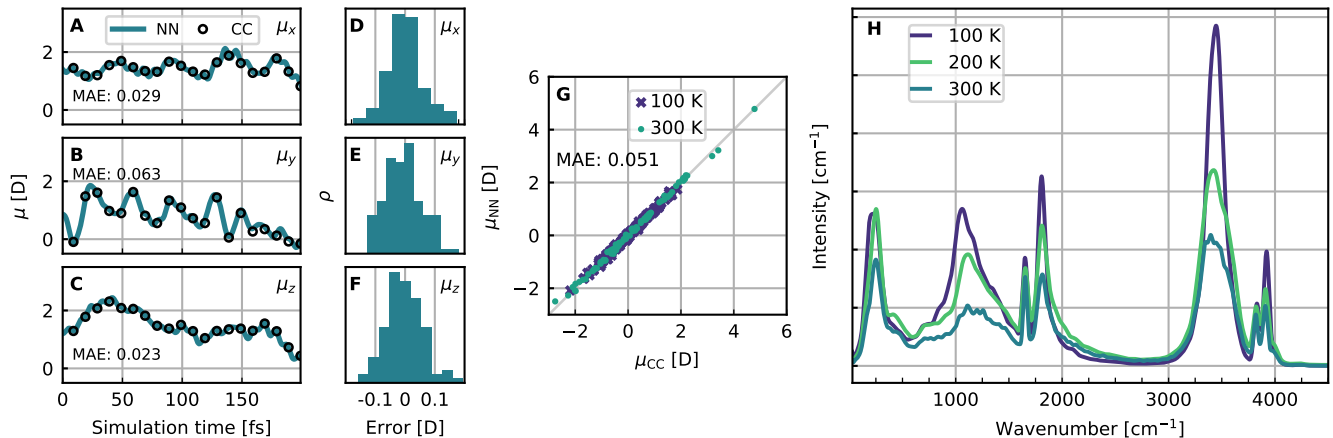 A
NN
CC
μx
2
0
MAE: 0.029
B
μy
MAE: 0.063
2
0
μ [D]
C
μz
2
0
MAE: 0.023
0
50
100
150
Simulation time [fs]
D
μx
E
μy
ρ
F
μz
-0.1
0
0.1
Error [D]
G
100 K
300 K
MAE: 0.051
6
4
2
0
−2
μNN [D]
−2
0
2
4
6
μCC [D]
H
100 K
200 K
300 K
Intensity [cm⁻¹]
1000
2000
3000
4000
Wavenumber [cm⁻¹]